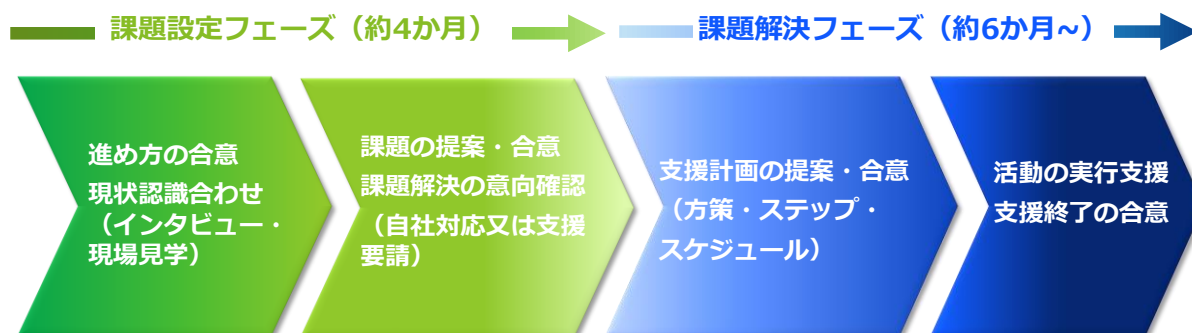 課題設定フェーズ（約4か月）
課題解決フェーズ（約6か月~）
進め方の合意
現状認識合わせ
（インタビュー・
現場見学）
課題の提案・合意
課題解決の意向確認
（自社対応又は支援
要請）
支援計画の提案・合意
（方策・ステップ・
スケジュール）
活動の実行支援
支援終了の合意